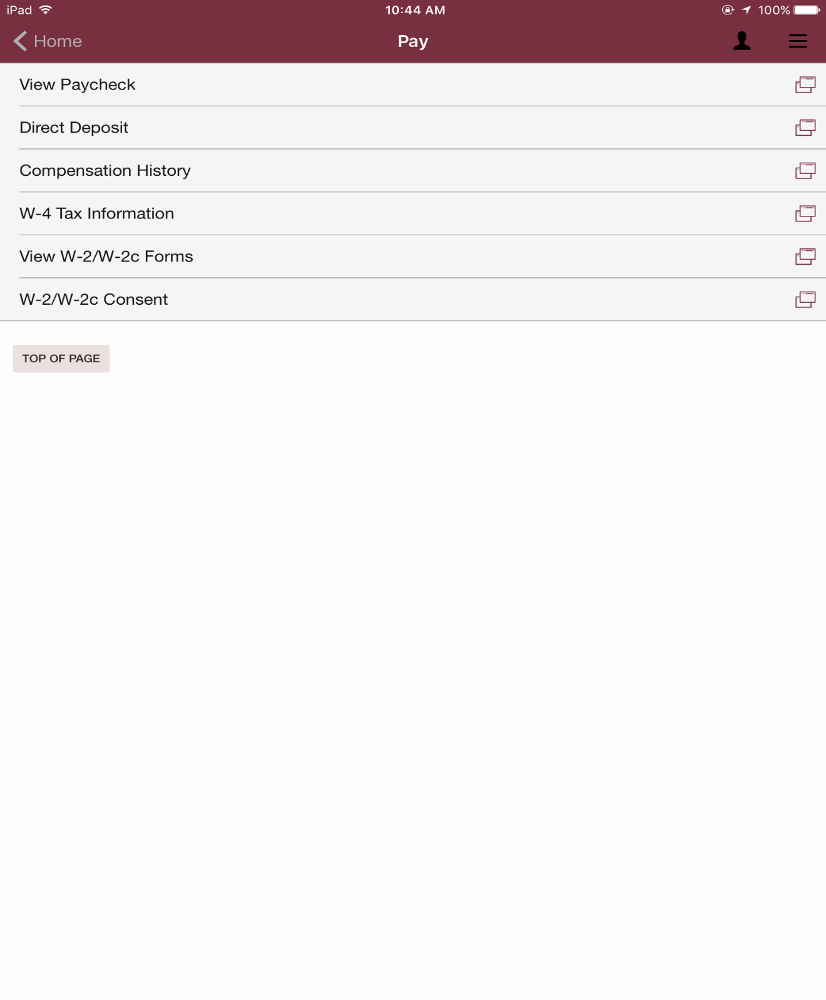 iPad 10:44 AM 100%
Home Pay
View Paycheck
Direct Deposit
Compensation History
W-4 Tax Information
View W-2/W-2c Forms
W-2/W-2c Consent
TOP OF PAGE